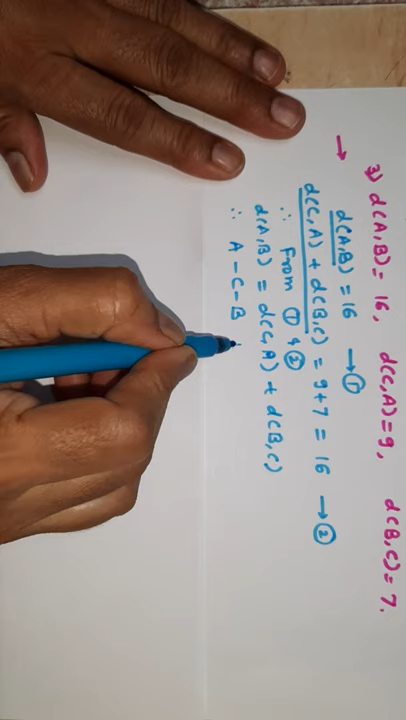 3) d(A,B) = 16, d(C,A) = 9, d(B,C) = 7.
→ d(A,B) = 16 → ①
d(C,A) + d(B,C) = 9+7 = 16 → ②
∴ From ① & ②
d(A,B) = d(C,A) + d(B,C)
∴ A - C - B